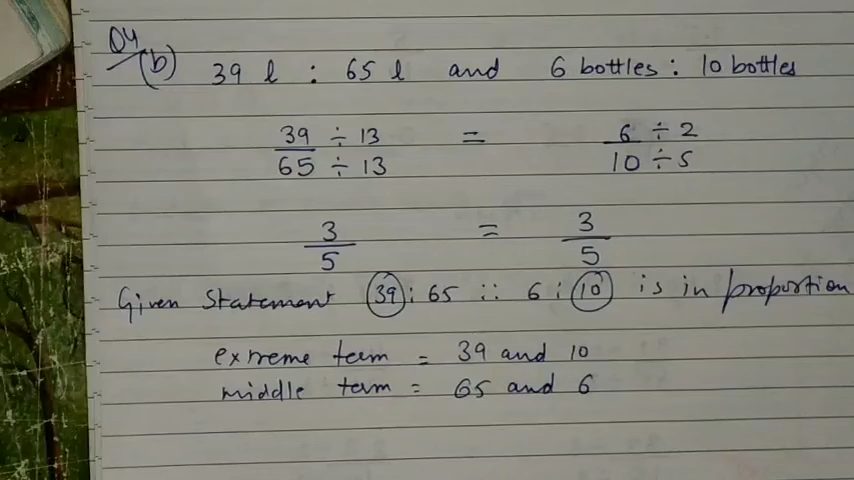 Q4
(b) 39 l : 65 l and 6 bottles : 10 bottles
39 ÷ 13 = 6 ÷ 2
65 ÷ 13 10 ÷ 5
3 = 3
5 5
Given Statement 39 : 65 :: 6 : 10 is in proportion
extreme term = 39 and 10
middle term = 65 and 6